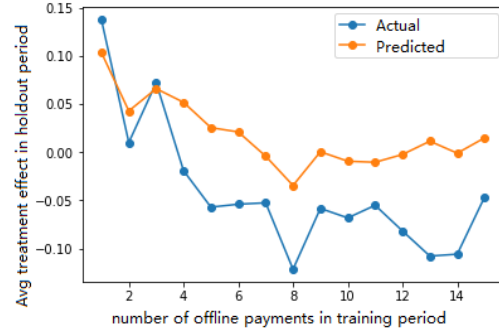 0.15
0.10
0.05
0.00
−0.05
−0.10
Avg treatment effect in holdout period
Actual
Predicted
2 4 6 8 10 12 14
number of offline payments in training period